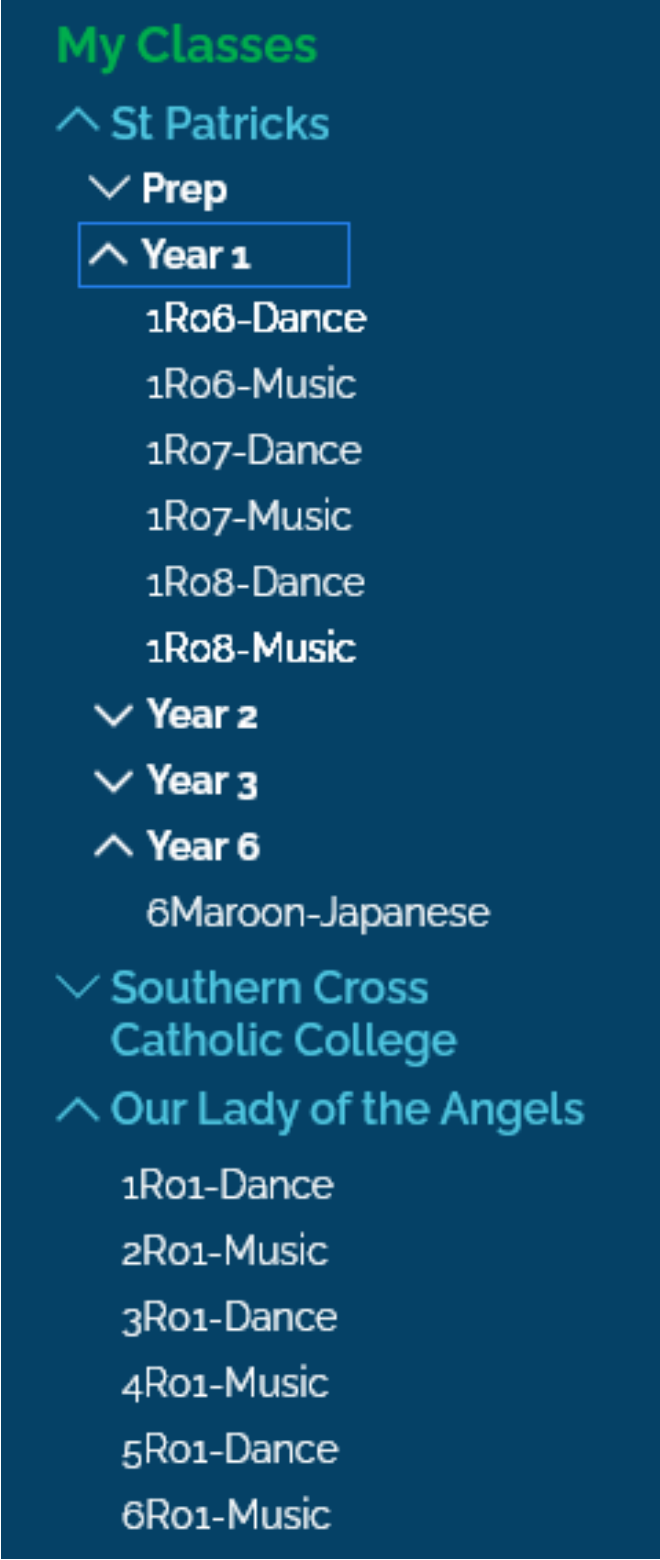 My Classes
St Patricks
Prep
Year 1
1R06-Dance
1R06-Music
1R07-Dance
1R07-Music
1R08-Dance
1R08-Music
Year 2
Year 3
Year 6
6Maroon-Japanese
Southern Cross
Catholic College
Our Lady of the Angels
1R01-Dance
2R01-Music
3R01-Dance
4R01-Music
5R01-Dance
6R01-Music